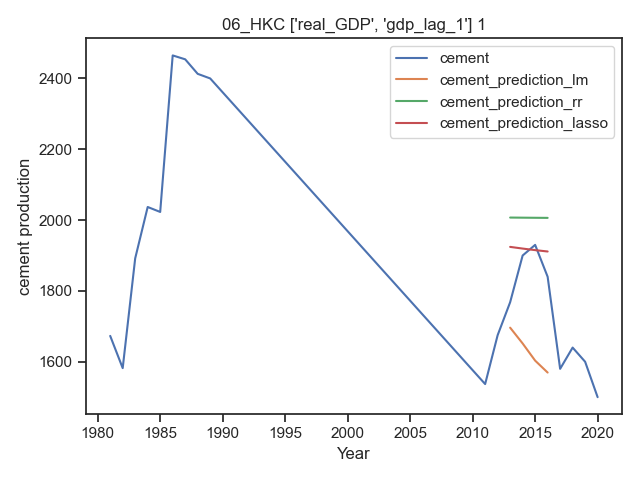 06_HKC ['real_GDP', 'gdp_lag_1'] 1
cement
cement_prediction_lm
cement_prediction_rr
cement_prediction_lasso
cement production
2400
2200
2000
1800
1600
1980 1985 1990 1995 2000 2005 2010 2015 2020
Year